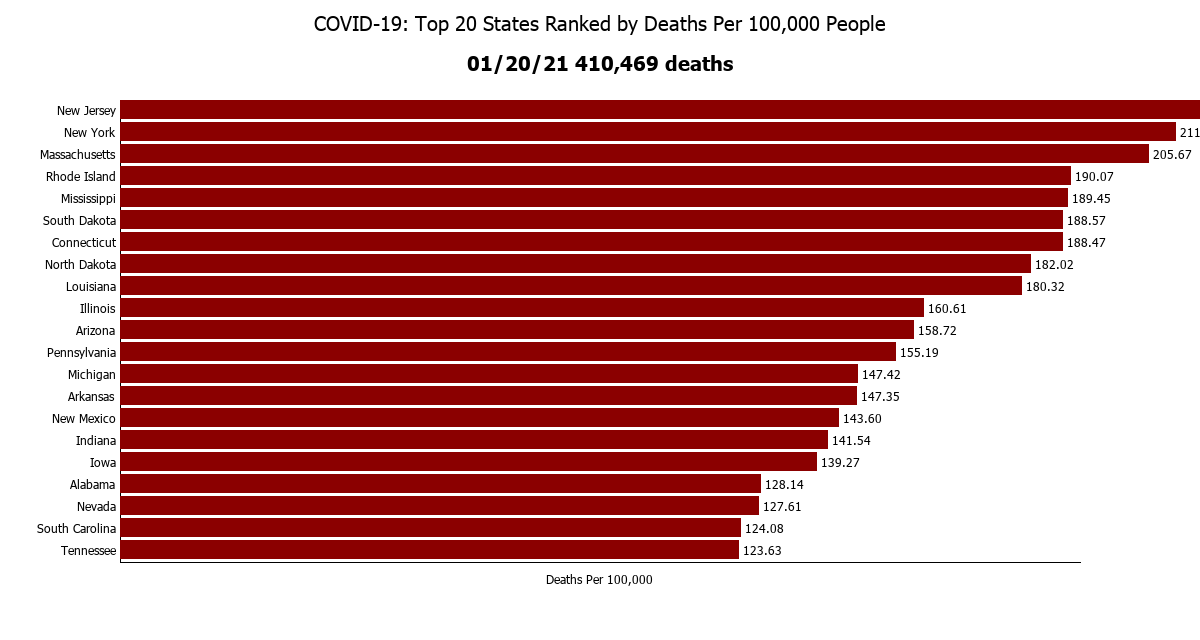 COVID-19: Top 20 States Ranked by Deaths Per 100,000 People
01/20/21 410,469 deaths
New Jersey
New York 211
Massachusetts 205.67
Rhode Island 190.07
Mississippi 189.45
South Dakota 188.57
Connecticut 188.47
North Dakota 182.02
Louisiana 180.32
Illinois 160.61
Arizona 158.72
Pennsylvania 155.19
Michigan 147.42
Arkansas 147.35
New Mexico 143.60
Indiana 141.54
Iowa 139.27
Alabama 128.14
Nevada 127.61
South Carolina 124.08
Tennessee 123.63
Deaths Per 100,000